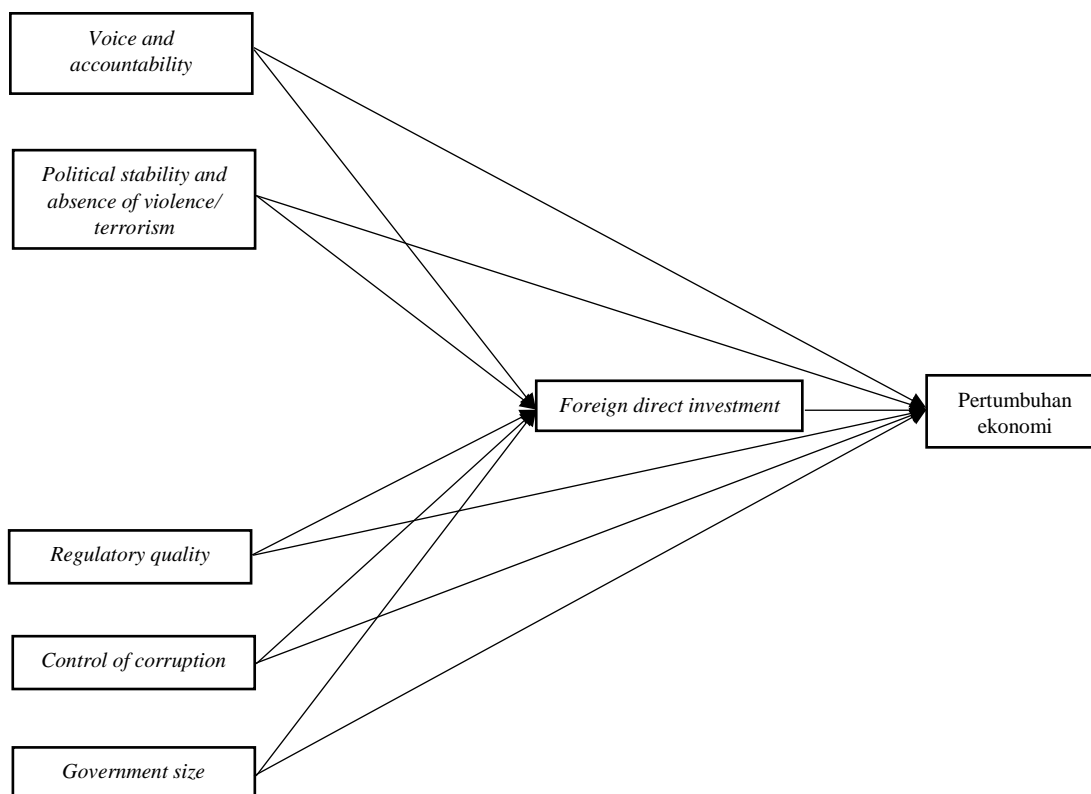 Voice and
accountability
Political stability and
absence of violence/
terrorism
Foreign direct investment
Pertumbuhan
ekonomi
Regulatory quality
Control of corruption
Government size